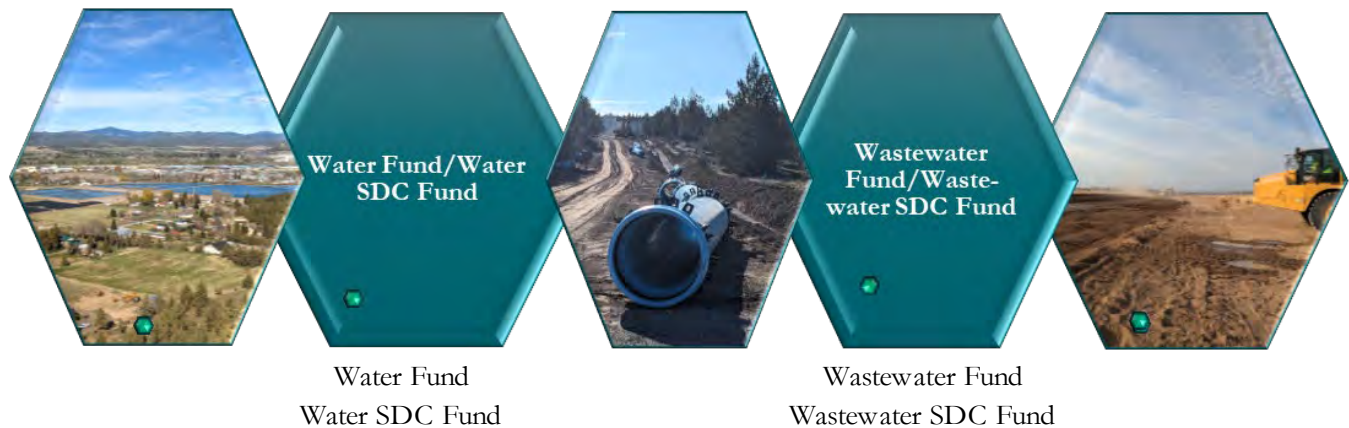 Water Fund/Water
SDC Fund
Wastewater
Fund/Waste-
water SDC Fund
Water Fund
Water SDC Fund
Wastewater Fund
Wastewater SDC Fund